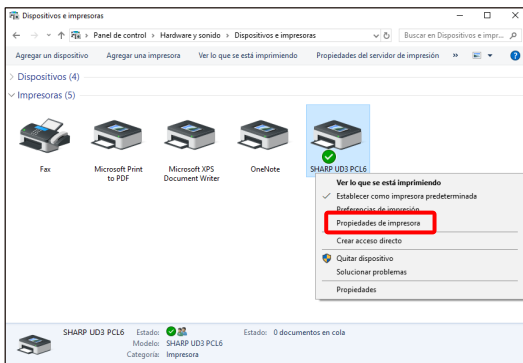 Dispositivos e impresoras
Panel de control > Hardware y sonido > Dispositivos e impresoras
Buscar en Dispositivos e impr...
Agregar un dispositivo Agregar una impresora Ver lo que se está imprimiendo Propiedades del servidor de impresión »
Dispositivos (4)
Impresoras (5)
Fax
Microsoft Print to PDF
Microsoft XPS Document Writer
OneNote
SHARP UD3 PCL6
Ver lo que se está imprimiendo
Establecer como impresora predeterminada
Preferencias de impresión
Propiedades de impresora
Crear acceso directo
Quitar dispositivo
Solucionar problemas
Propiedades
SHARP UD3 PCL6 Estado: Estado: 0 documentos en cola
Modelo: SHARP UD3 PCL6
Categoría: Impresora